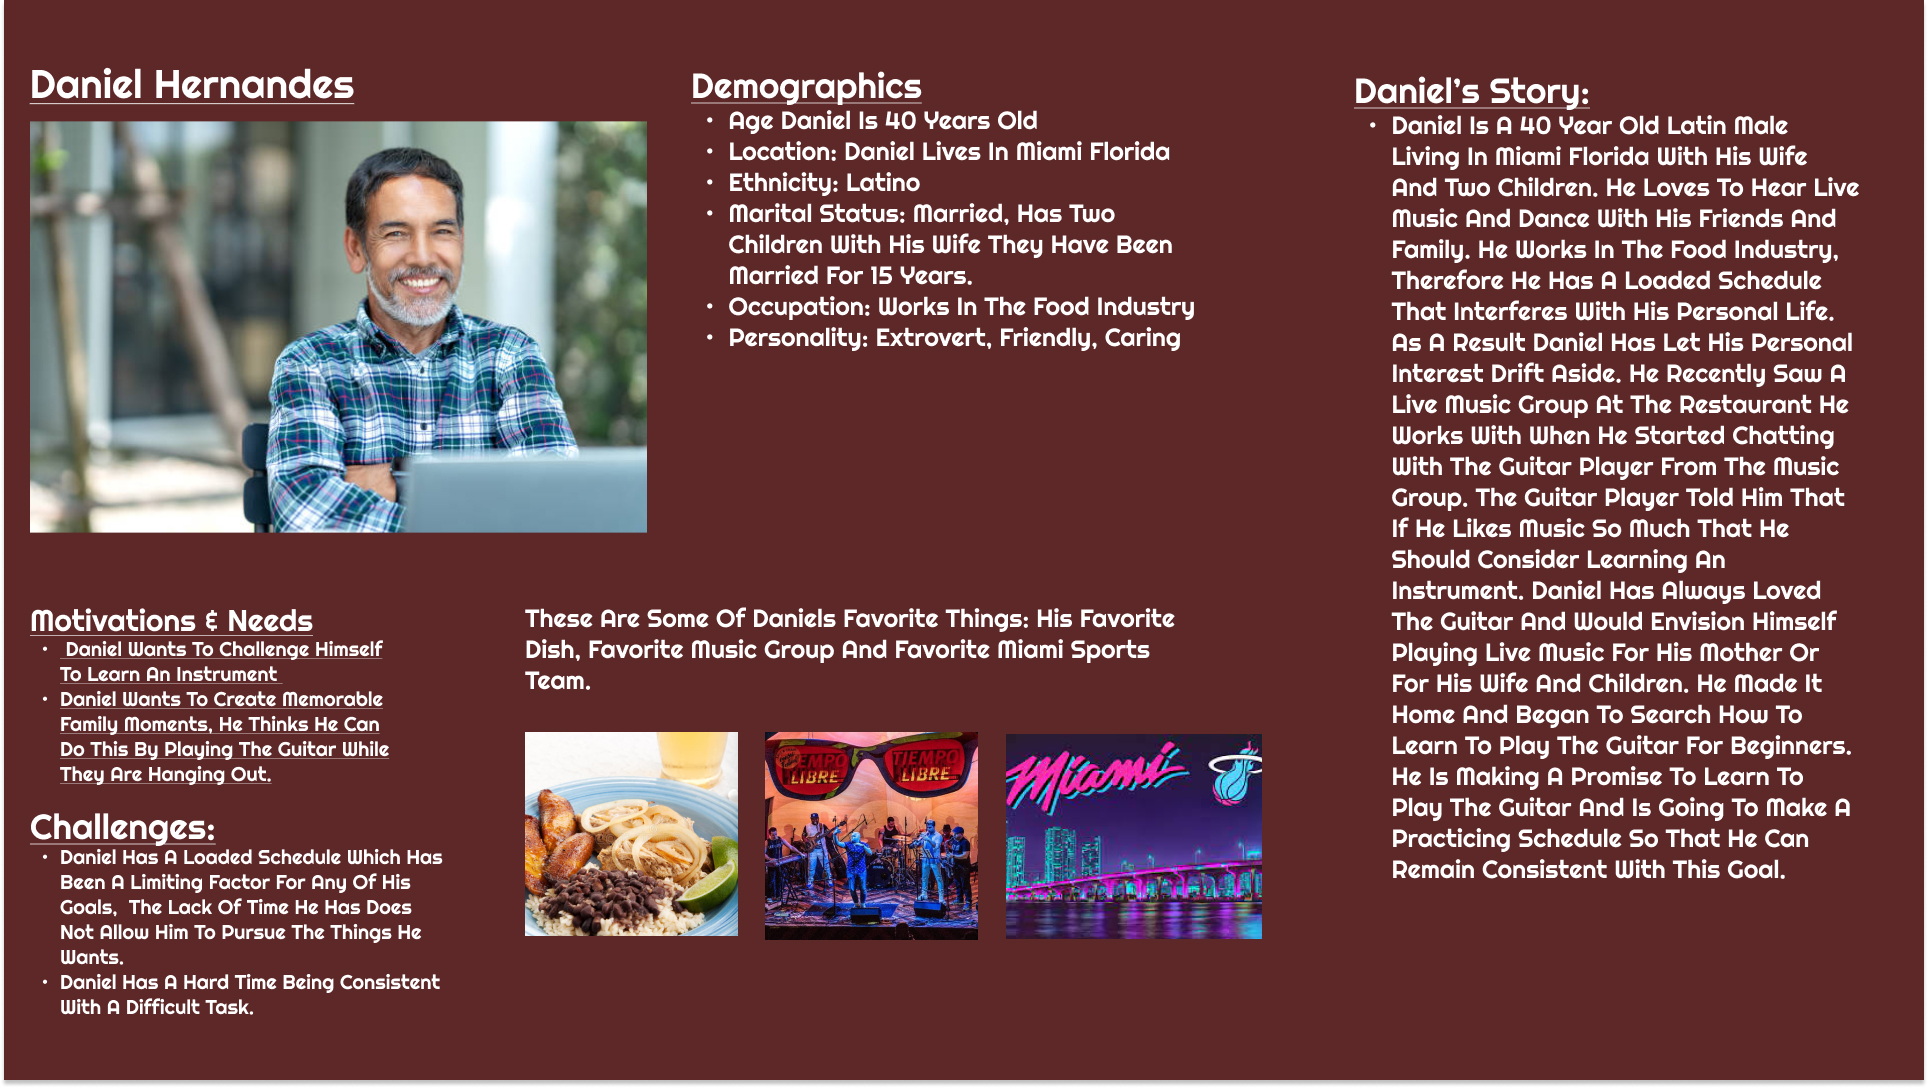 Daniel Hernandes
Demographics
• Age Daniel Is 40 Years Old
• Location: Daniel Lives In Miami Florida
• Ethnicity: Latino
• Marital Status: Married, Has Two
Children With His Wife They Have Been
Married For 15 Years.
• Occupation: Works In The Food Industry
• Personality: Extrovert, Friendly, Caring
Motivations & Needs
• Daniel Wants To Challenge Himself
To Learn An Instrument
• Daniel Wants To Create Memorable
Family Moments, He Thinks He Can
Do This By Playing The Guitar While
They Are Hanging Out.
Challenges:
• Daniel Has A Loaded Schedule Which Has
Been A Limiting Factor For Any Of His
Goals,  The Lack Of Time He Has Does
Not Allow Him To Pursue The Things He
Wants.
• Daniel Has A Hard Time Being Consistent
With A Difficult Task.
These Are Some Of Daniels Favorite Things: His Favorite
Dish, Favorite Music Group And Favorite Miami Sports
Team.
TIEMPO
LIBRE
TIEMPO
LIBRE
Miami
Daniel's Story:
• Daniel Is A 40 Year Old Latin Male
Living In Miami Florida With His Wife
And Two Children. He Loves To Hear Live
Music And Dance With His Friends And
Family. He Works In The Food Industry,
Therefore He Has A Loaded Schedule
That Interferes With His Personal Life.
As A Result Daniel Has Let His Personal
Interest Drift Aside. He Recently Saw A
Live Music Group At The Restaurant He
Works With When He Started Chatting
With The Guitar Player From The Music
Group. The Guitar Player Told Him That
If He Likes Music So Much That He
Should Consider Learning An
Instrument. Daniel Has Always Loved
The Guitar And Would Envision Himself
Playing Live Music For His Mother Or
For His Wife And Children. He Made It
Home And Began To Search How To
Learn To Play The Guitar For Beginners.
He Is Making A Promise To Learn To
Play The Guitar And Is Going To Make A
Practicing Schedule So That He Can
Remain Consistent With This Goal.